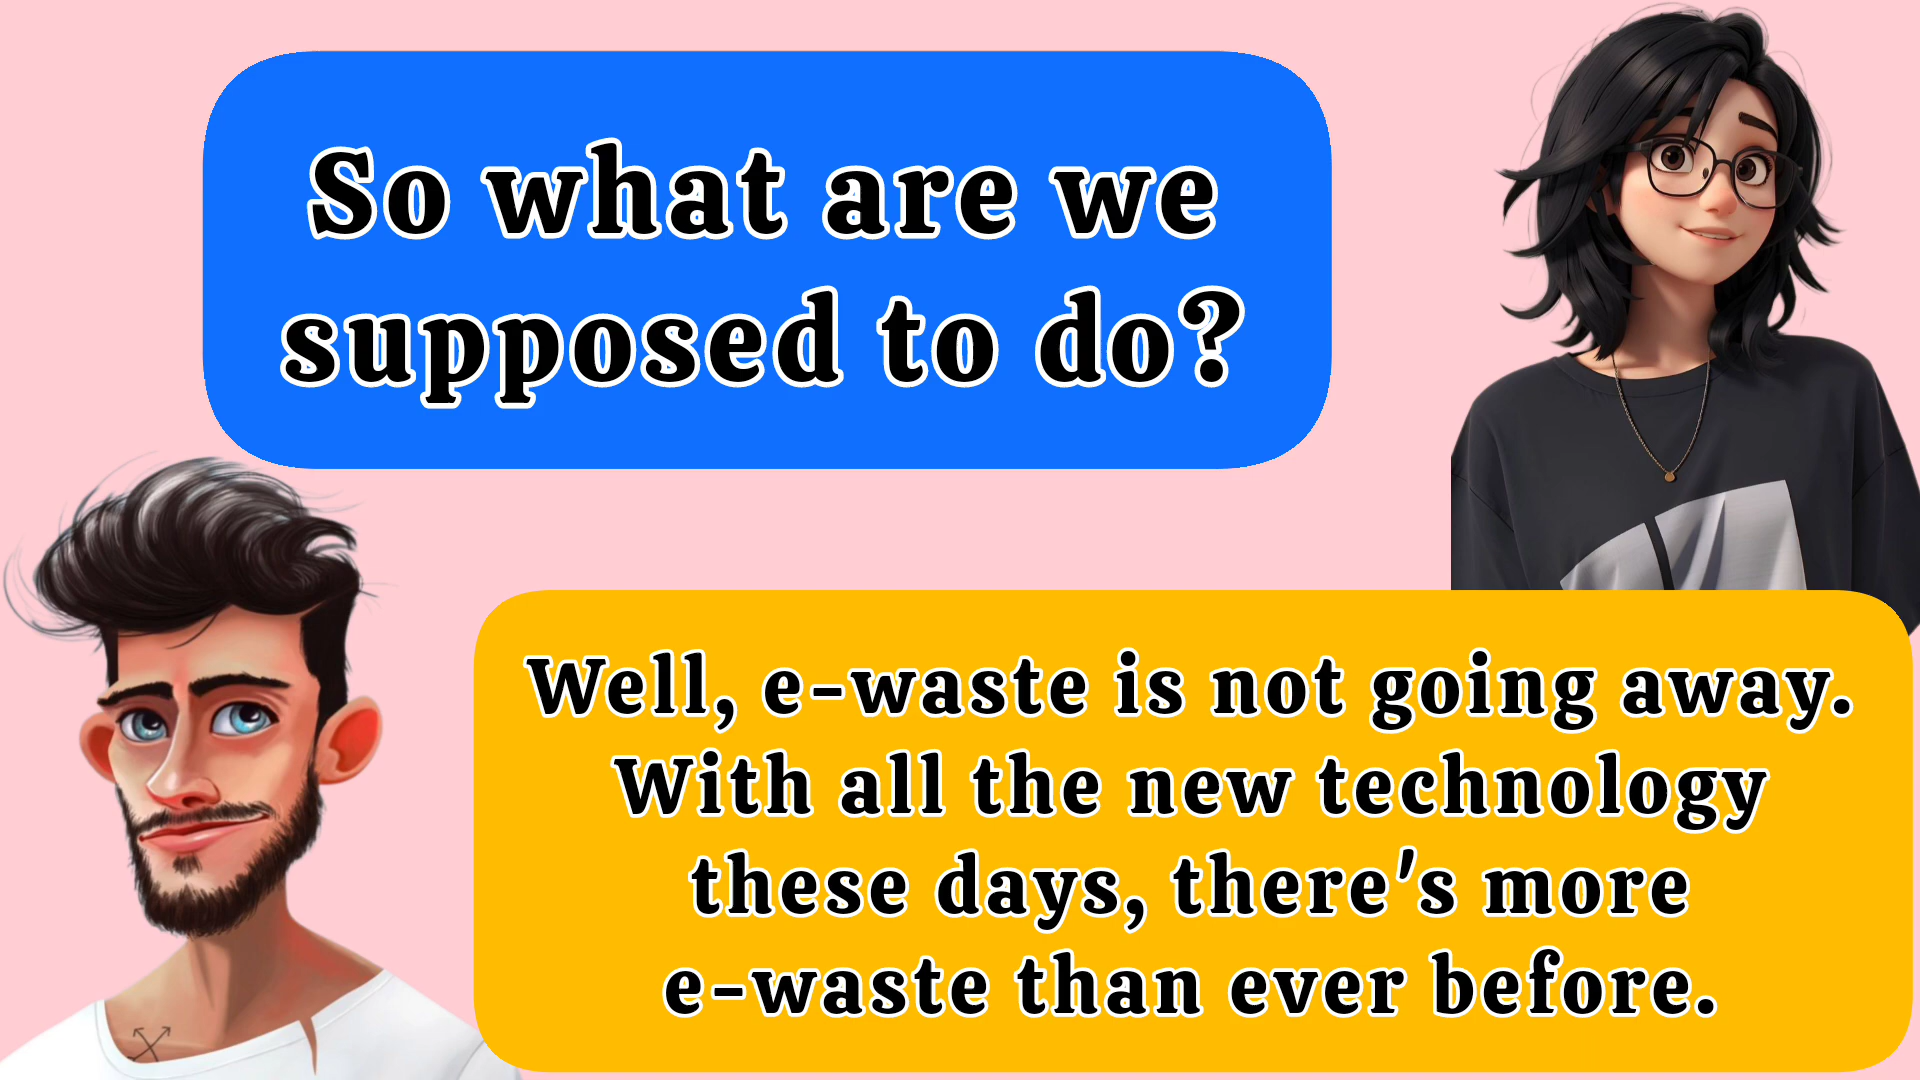 So what are we
supposed to do?
Well, e-waste is not going away.
With all the new technology
these days, there's more
e-waste than ever before.